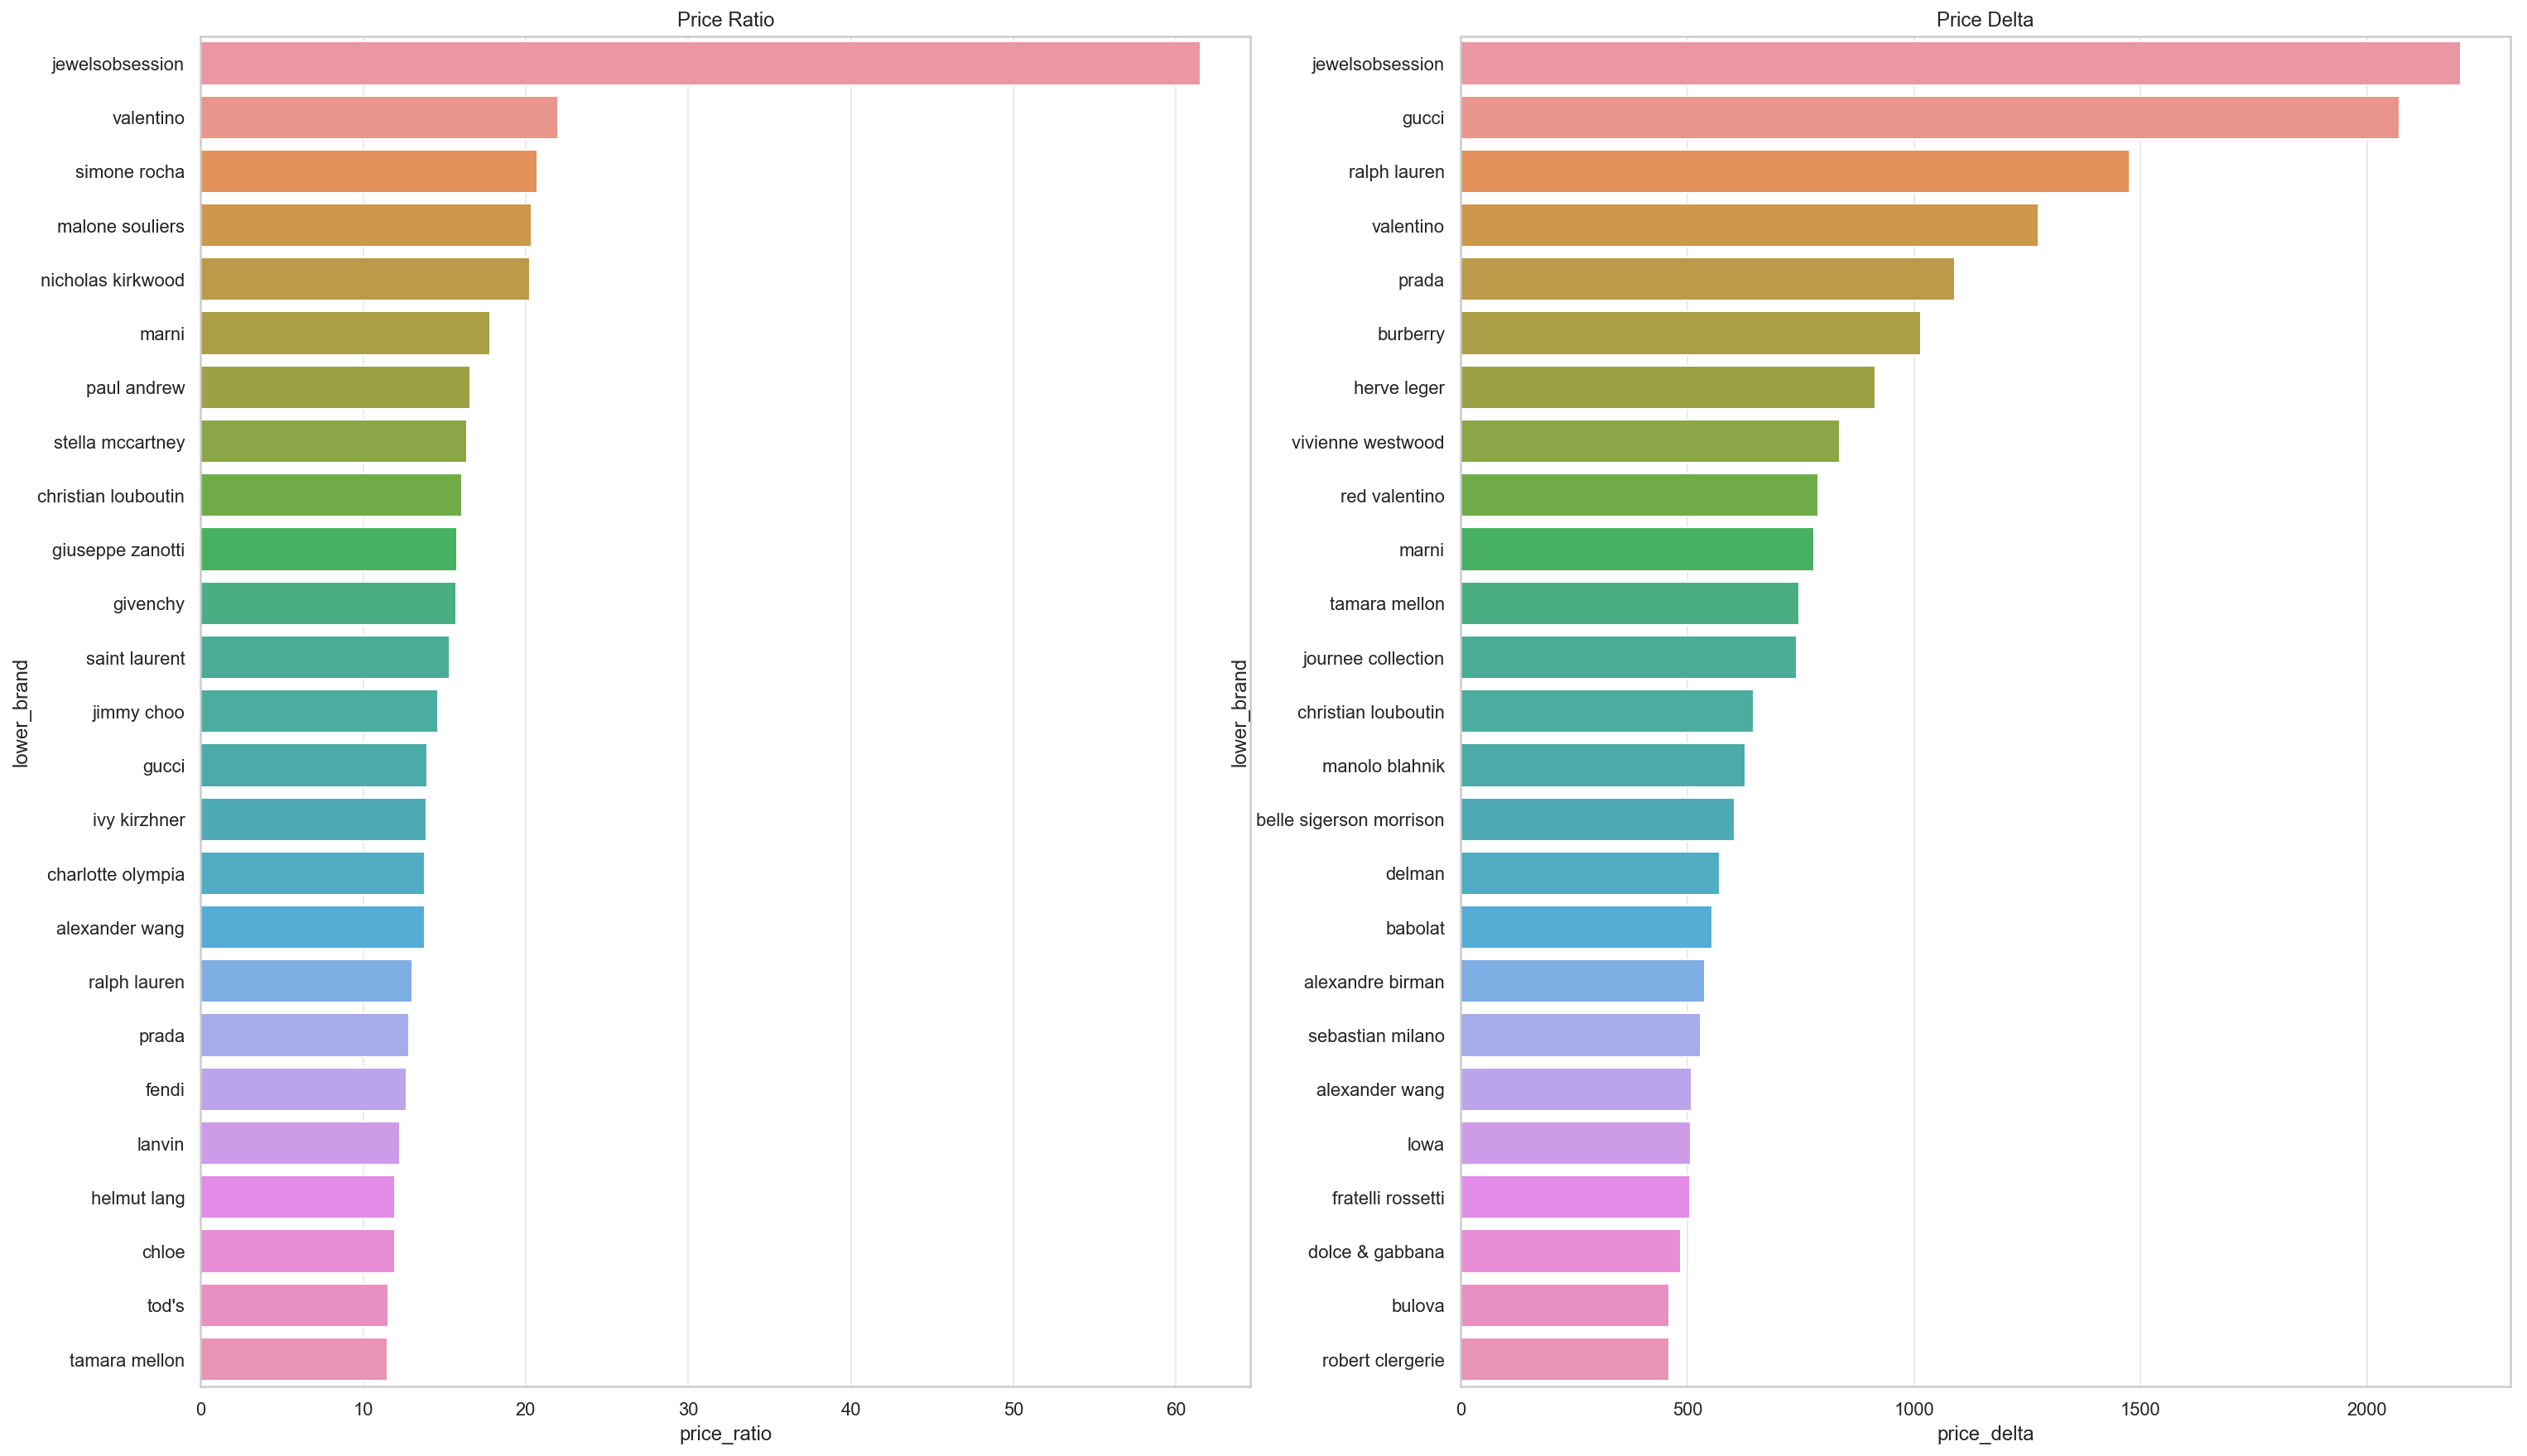 Price Ratio
jewelsobsession
valentino
simone rocha
malone souliers
nicholas kirkwood
marni
paul andrew
stella mccartney
christian louboutin
giuseppe zanotti
givenchy
saint laurent
jimmy choo
gucci
ivy kirzhner
charlotte olympia
alexander wang
ralph lauren
prada
fendi
lanvin
helmut lang
chloe
tod's
tamara mellon
lower_brand
0 10 20 30 40 50 60
price_ratio
Price Delta
jewelsobsession
gucci
ralph lauren
valentino
prada
burberry
herve leger
vivienne westwood
red valentino
marni
tamara mellon
journee collection
christian louboutin
manolo blahnik
belle sigerson morrison
delman
babolat
alexandre birman
sebastian milano
alexander wang
lowa
fratelli rossetti
dolce & gabbana
bulova
robert clergerie
lower_brand
0 500 1000 1500 2000
price_delta